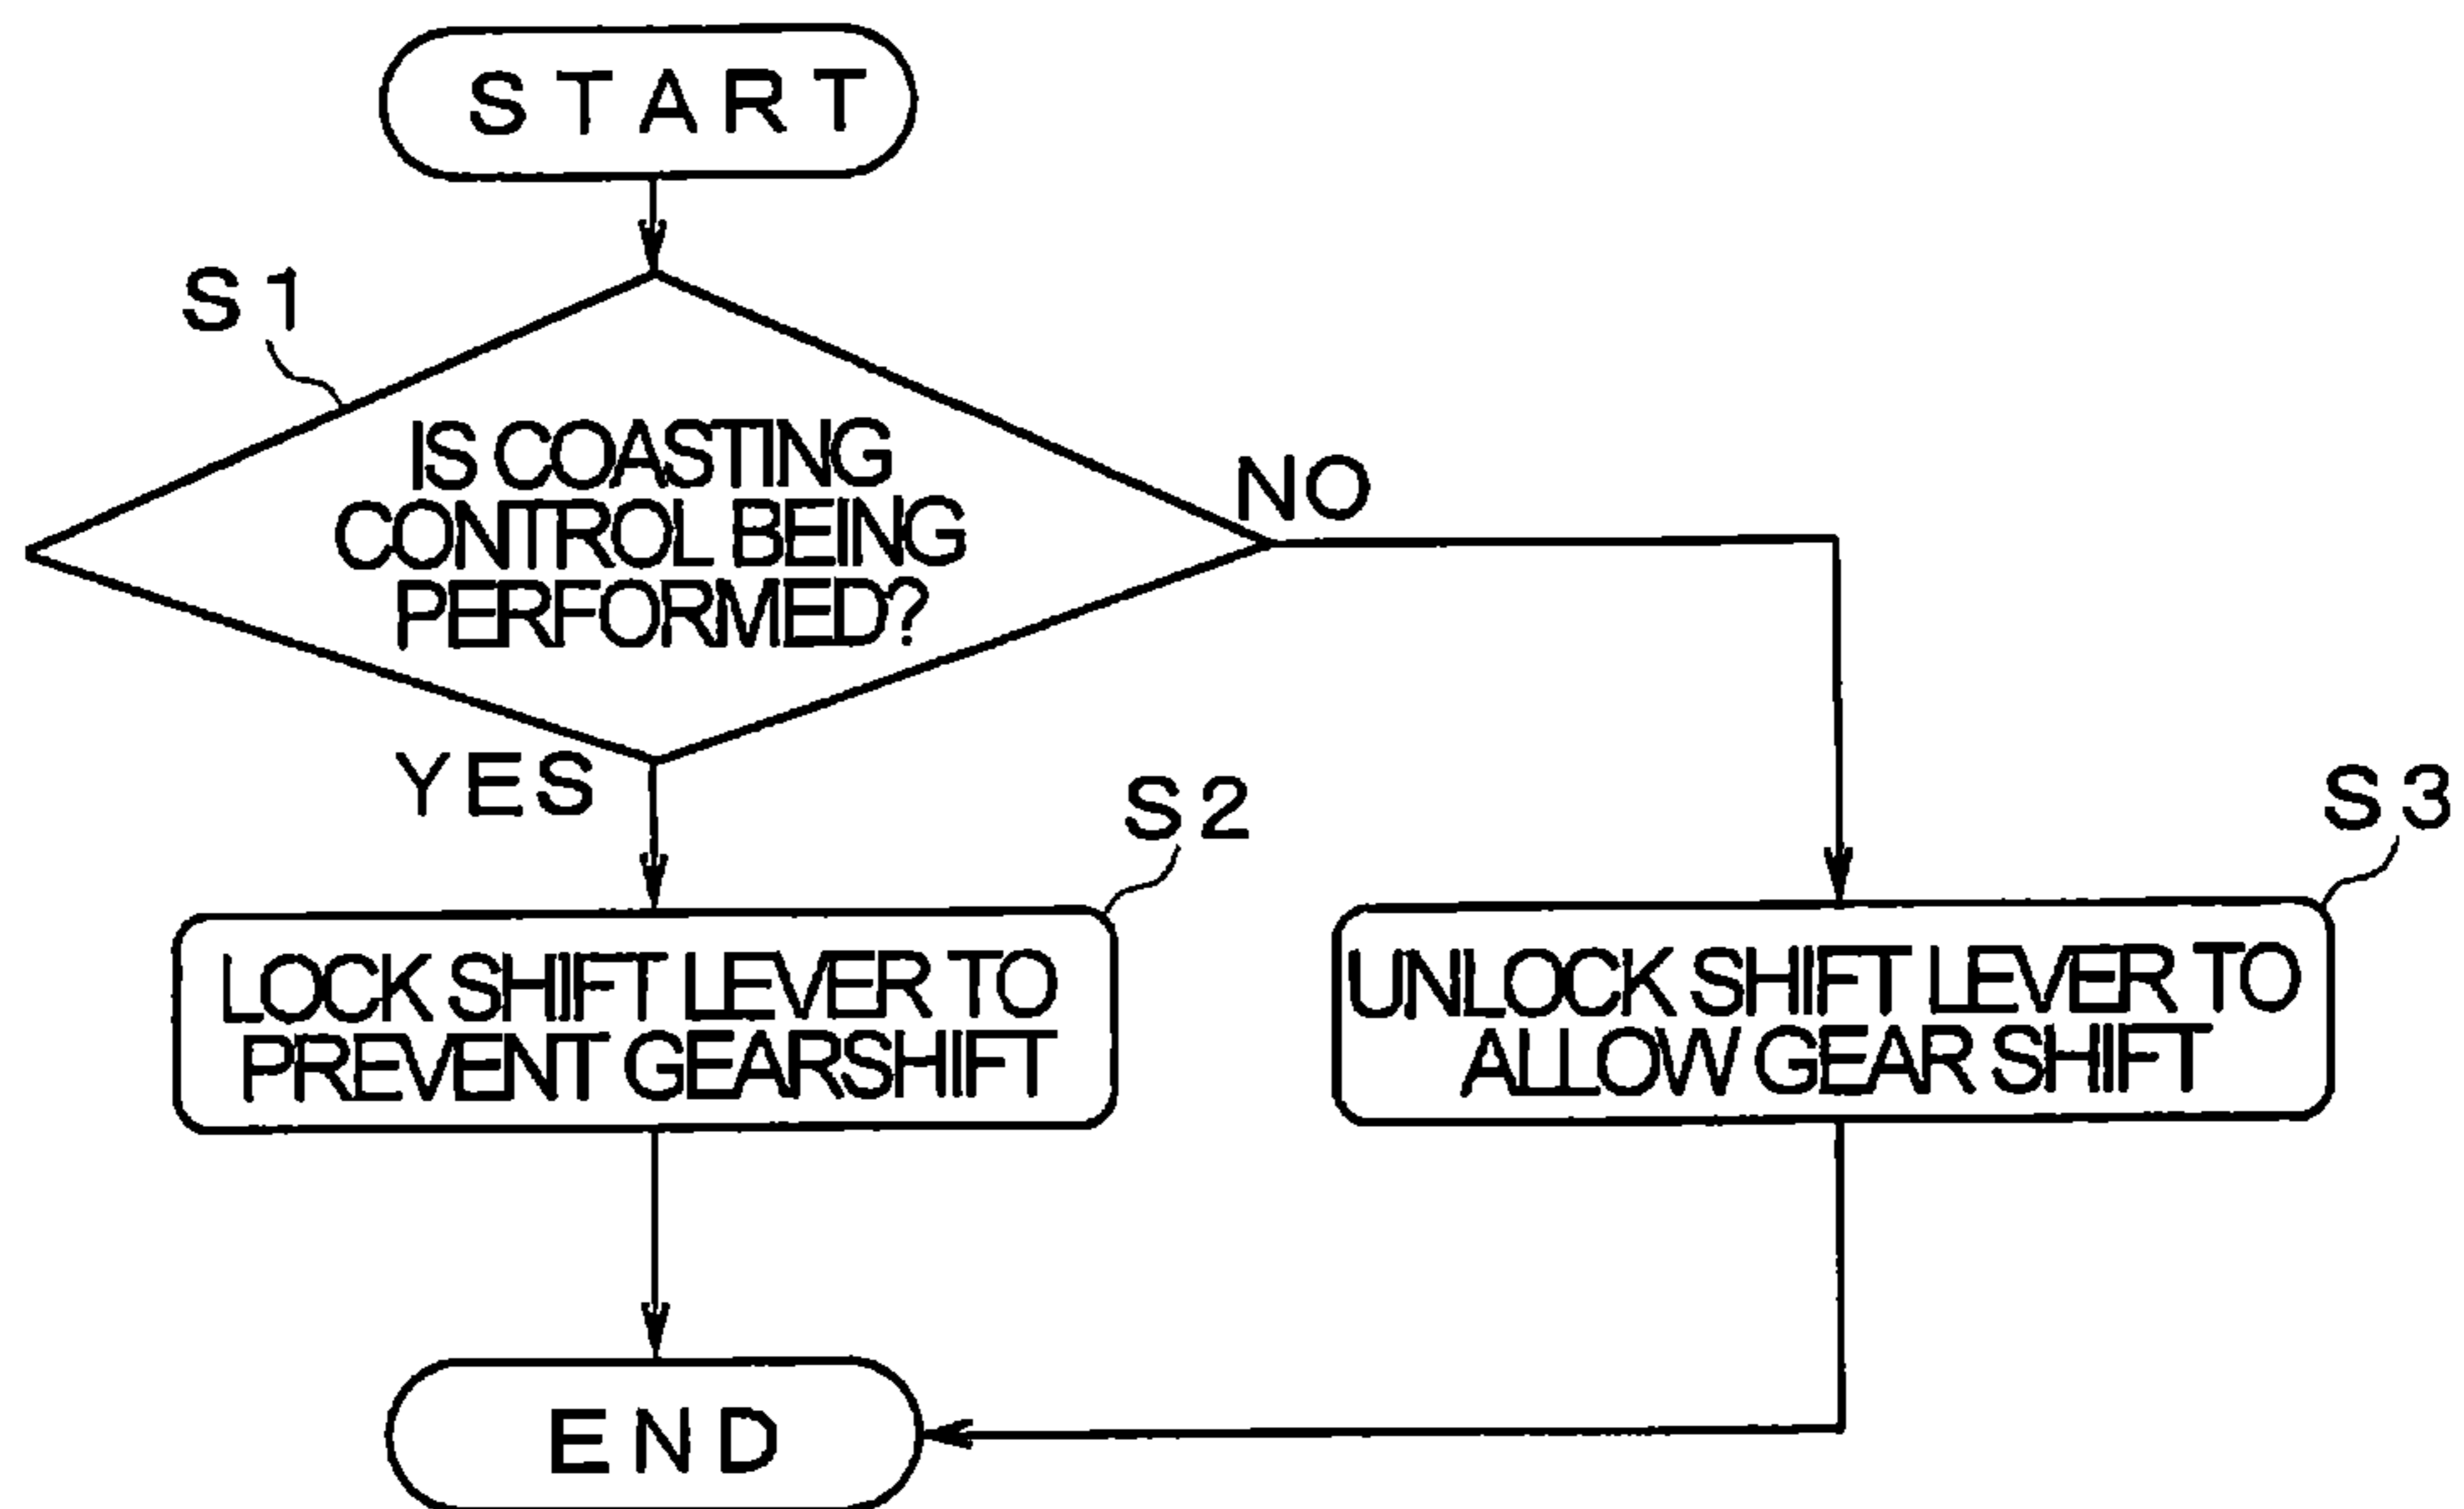 START
S1
IS COASTING
CONTROL BEING
PERFORMED?
NO
YES
S2
S3
LOCK SHIFT LEVER TO
PREVENT GEARSHIFT
UNLOCK SHIFT LEVER TO
ALLOW GEAR SHIFT
END